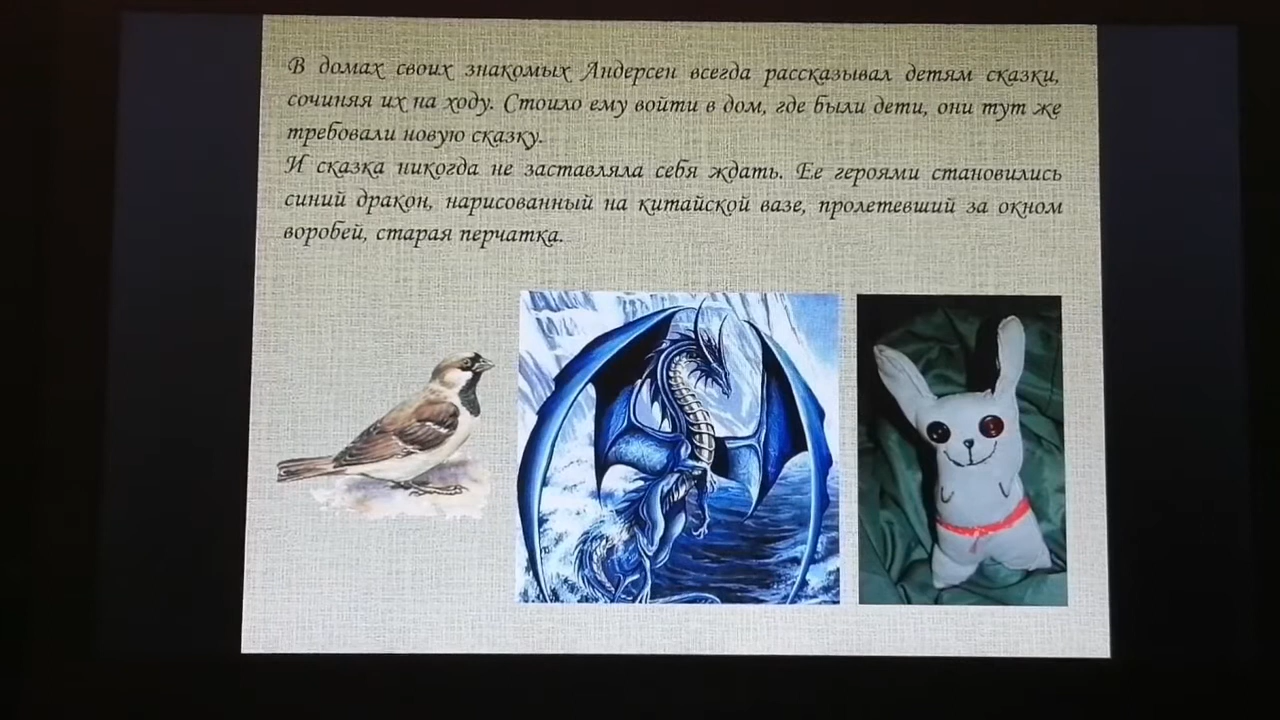 В домах своих знакомых Андерсен всегда рассказывал детям сказки,
сочиняя их на ходу. Стоило ему войти в дом, где были дети, они тут же
требовали новую сказку.
И сказка никогда не заставляла себя ждать. Ее героями становились
синий дракон, нарисованный на китайской вазе, пролетевший за окном
воробей, старая перчатка.